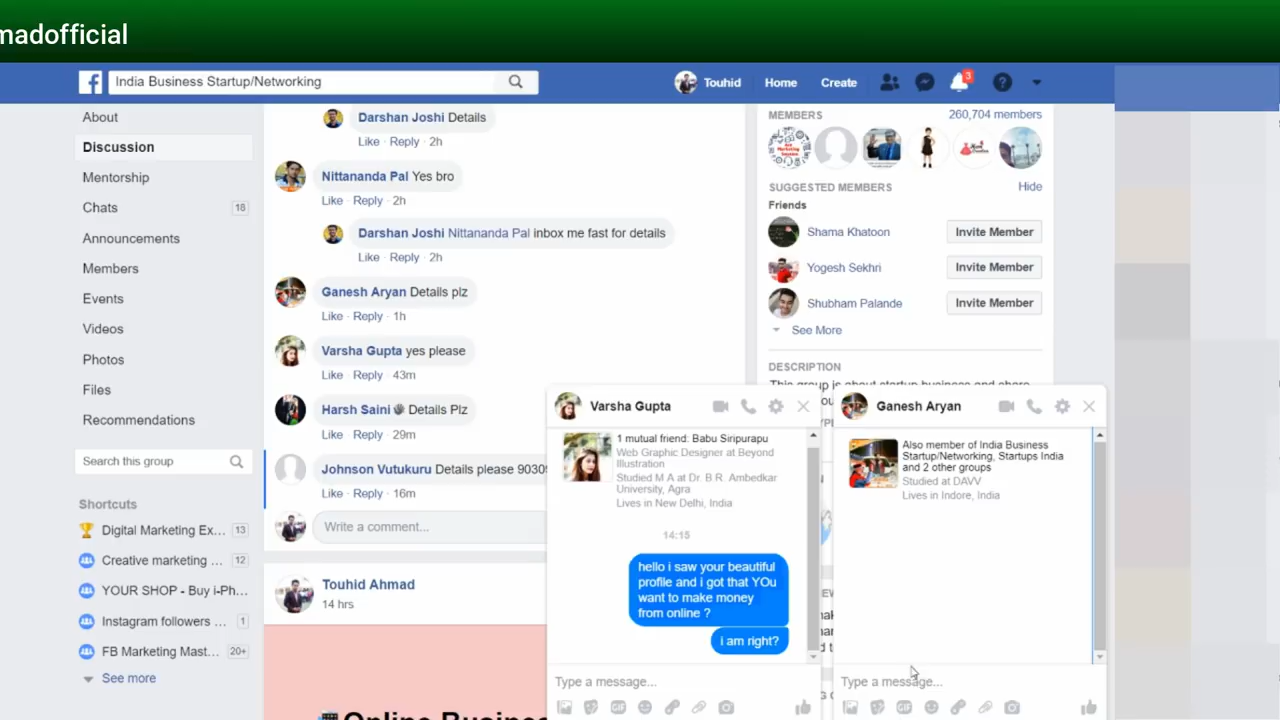 madofficial
India Business Startup/Networking
Touhid
Home
Create
3
About
Discussion
Mentorship
Chats
18
Announcements
Members
Events
Videos
Photos
Files
Recommendations
Search this group
Shortcuts
Digital Marketing Ex...
13
Creative marketing ...
12
YOUR SHOP - Buy i-Ph...
Instagram followers ...
1
FB Marketing Mast...
20+
See more
Darshan Joshi Details
Like · Reply · 2h
Nittananda Pal Yes bro
Like · Reply · 2h
Darshan Joshi Nittananda Pal inbox me fast for details
Like · Reply · 2h
Ganesh Aryan Details plz
Like · Reply · 1h
Varsha Gupta yes please
Like · Reply · 43m
Harsh Saini Details Plz
Like · Reply · 29m
Johnson Vutukuru Details please 9030
Like · Reply · 16m
Write a comment...
Touhid Ahmad
14 hrs
Online Busine
MEMBERS
260,704 members
SUGGESTED MEMBERS
Hide
Friends
Shama Khatoon
Invite Member
Yogesh Sekhri
Invite Member
Shubham Palande
Invite Member
See More
DESCRIPTION
This group is about startup business and share
Varsha Gupta
1 mutual friend: Babu Siripurapu
Web Graphic Designer at Beyond
Illustration
Studied M A at Dr. B R. Ambedkar
University, Agra
Lives in New Delhi, India
14:15
hello i saw your beautiful
profile and i got that YOu
want to make money
from online ?
i am right?
Type a message...
GIF
Ganesh Aryan
Also member of India Business
Startup/Networking, Startups India
and 2 other groups
Studied at DAVV
Lives in Indore, India
Type a message...
GIF